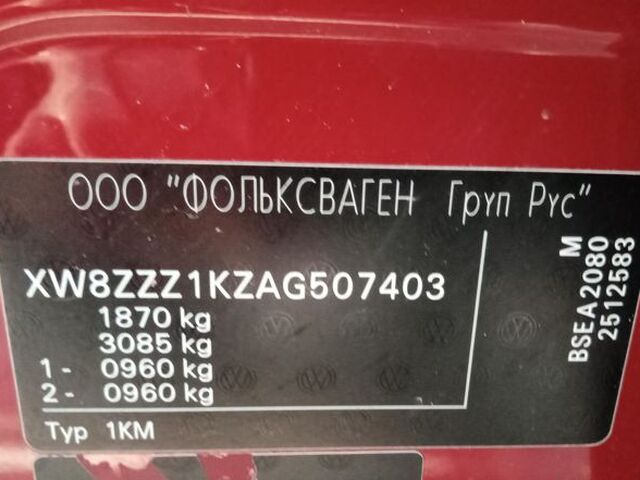 ООО "ФОЛЬКСВАГЕН Груп Рус"
XW8ZZZ1KZAG507403
1870 kg
3085 kg
1 - 0960 kg
2 - 0960 kg
Typ 1KM
M
BSEA2080
2512583